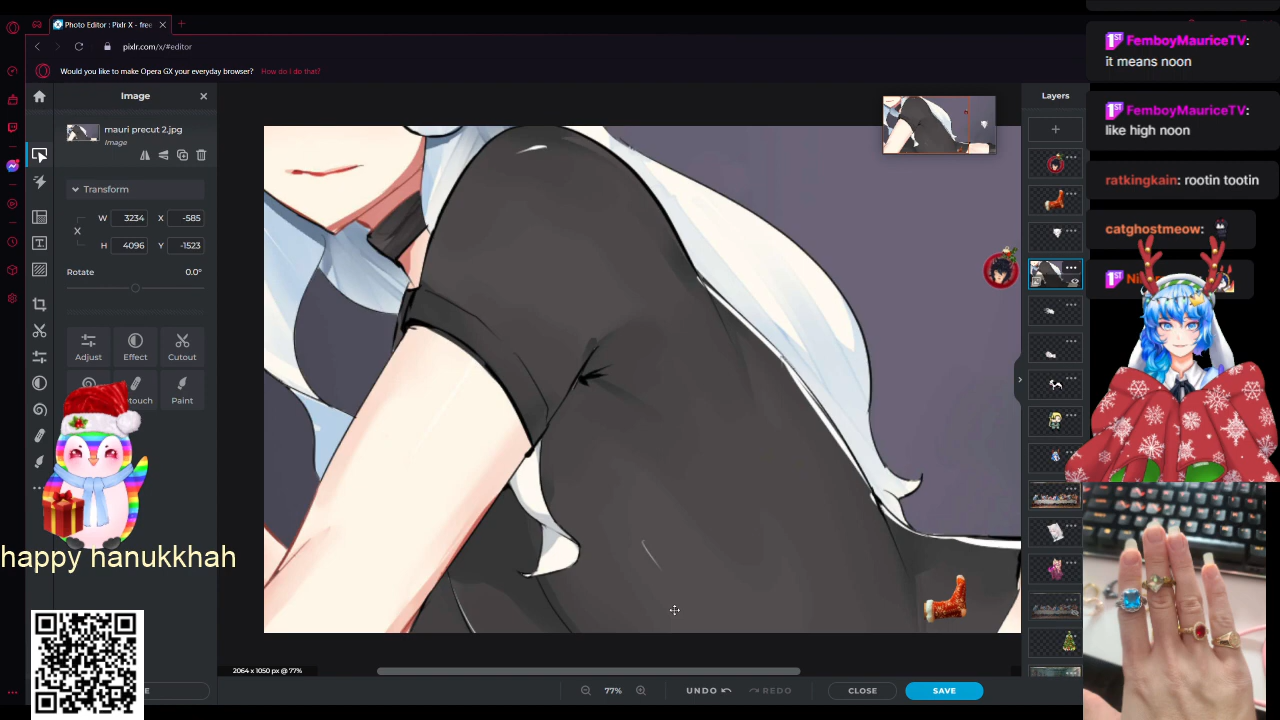 Photo Editor : Pixlr X - free
pixlr.com/x/#editor
Would you like to make Opera GX your everyday browser? How do I do that?
Image
mauri precut 2.jpg
Image
Transform
W 3234 X -585
X
H 4096 Y -1523
Rotate 0.0°
Adjust Effect Cutout
touch Paint
2064 x 1050 px @ 77%
77%
UNDO REDO
CLOSE
SAVE
Layers
FemboyMauriceTV:
it means noon
FemboyMauriceTV:
like high noon
ratkingkain: rootin tootin
catghostmeow:
happy hanukkhah